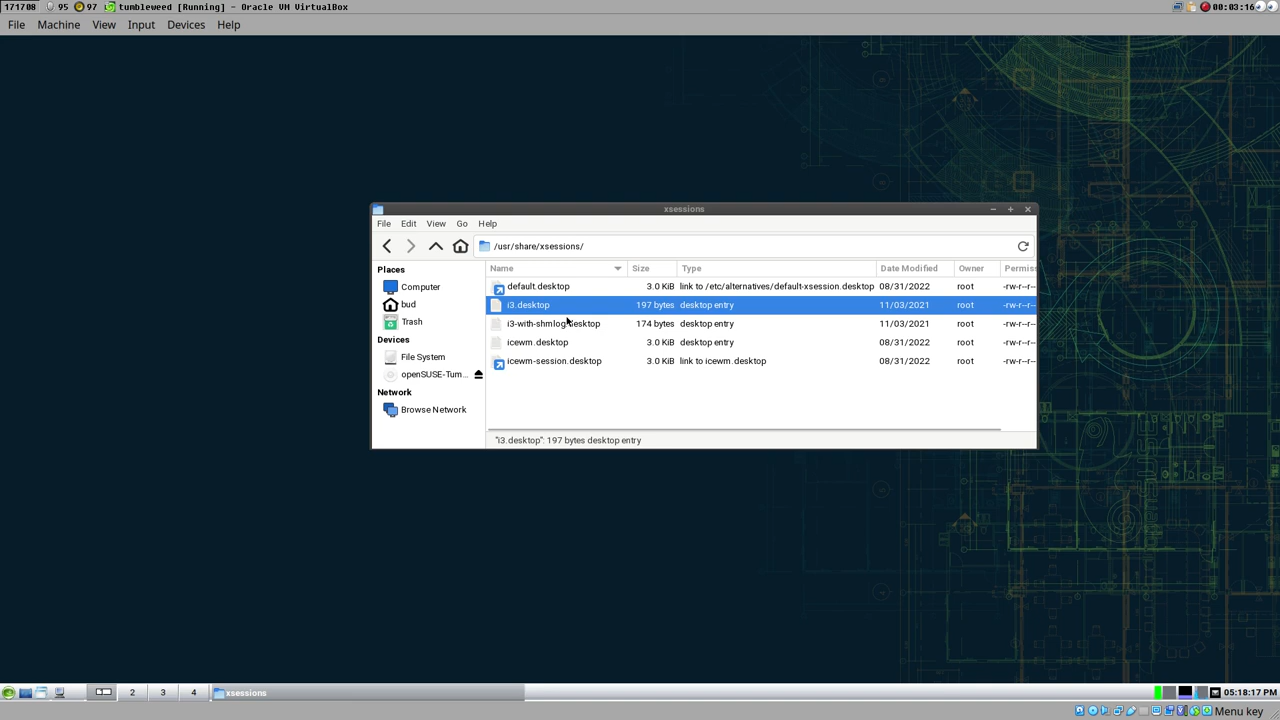 171708 95 97 tumbleweed [Running] - Oracle VM VirtualBox 00:03:16
File Machine View Input Devices Help
xsessions
File Edit View Go Help
/usr/share/xsessions/
Places
Computer
bud
Trash
Devices
File System
openSUSE-Tum...
Network
Browse Network
Name Size Type Date Modified Owner Permis
default.desktop 3.0 KiB link to /etc/alternatives/default-xsession.desktop 08/31/2022 root -rw-r--r--
i3.desktop 197 bytes desktop entry 11/03/2021 root -rw-r--r--
i3-with-shmlog.desktop 174 bytes desktop entry 11/03/2021 root -rw-r--r--
icewm.desktop 3.0 KiB desktop entry 08/31/2022 root -rw-r--r--
icewm-session.desktop 3.0 KiB link to icewm.desktop 08/31/2022 root -rw-r--r--
"i3.desktop": 197 bytes desktop entry
2 3 4 xsessions 05:18:17 PM
Menu key